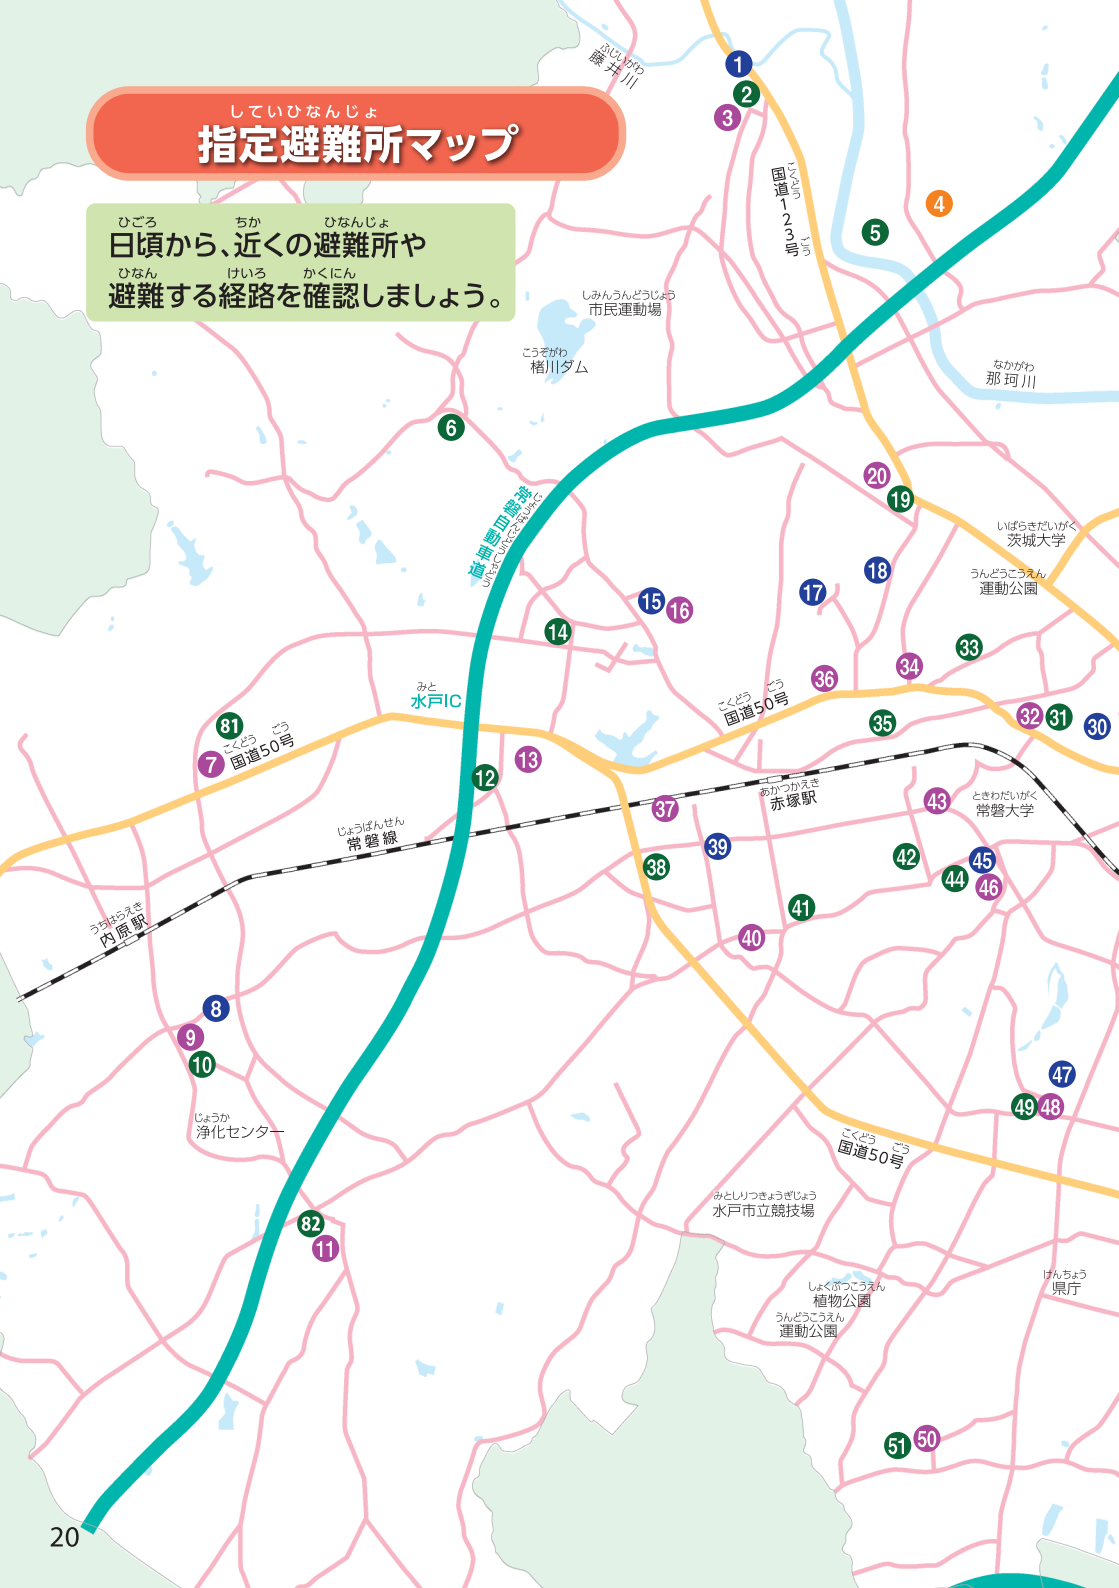 していひなんじょ
指定避難所マップ
ひごろ ちか ひなんじょ
日頃から、近くの避難所や
ひなん けいろ かくにん
避難する経路を確認しましょう。
ふじいがわ
藤井川
1
2
3
こくどう ごう
国道123号
4
5
しみんうんどうじょう
市民運動場
こうぞがわ
楮川ダム
なかがわ
那珂川
6
20
19
じょうばんじどうしゃどう
常磐自動車道
いばらきだいがく
茨城大学
うんどうこうえん
運動公園
18
17
15
16
14
33
34
36
みと
水戸IC
こくどう ごう
国道50号
35
32
31
30
81
こくどう ごう
国道50号
7
13
12
あかつかえき
赤塚駅
37
43
ときわだいがく
常磐大学
じょうばんせん
常磐線
39
38
42
45
44
46
うちはらえき
内原駅
41
40
8
9
10
47
49
48
じょうか
浄化センター
こくどう ごう
国道50号
みとしりつきょうぎじょう
水戸市立競技場
82
11
けんちょう
県庁
しょくぶつこうえん
植物公園
うんどうこうえん
運動公園
51
50
20